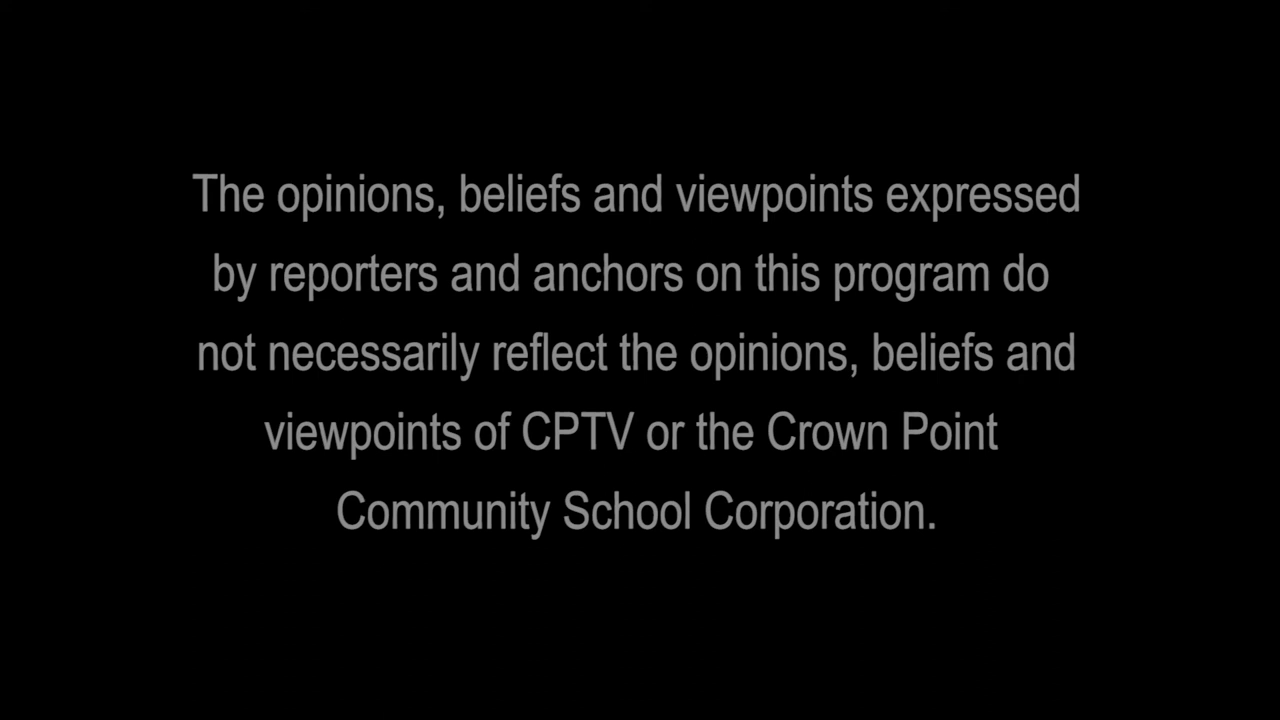 The opinions, beliefs and viewpoints expressed
by reporters and anchors on this program do
not necessarily reflect the opinions, beliefs and
viewpoints of CPTV or the Crown Point
Community School Corporation.